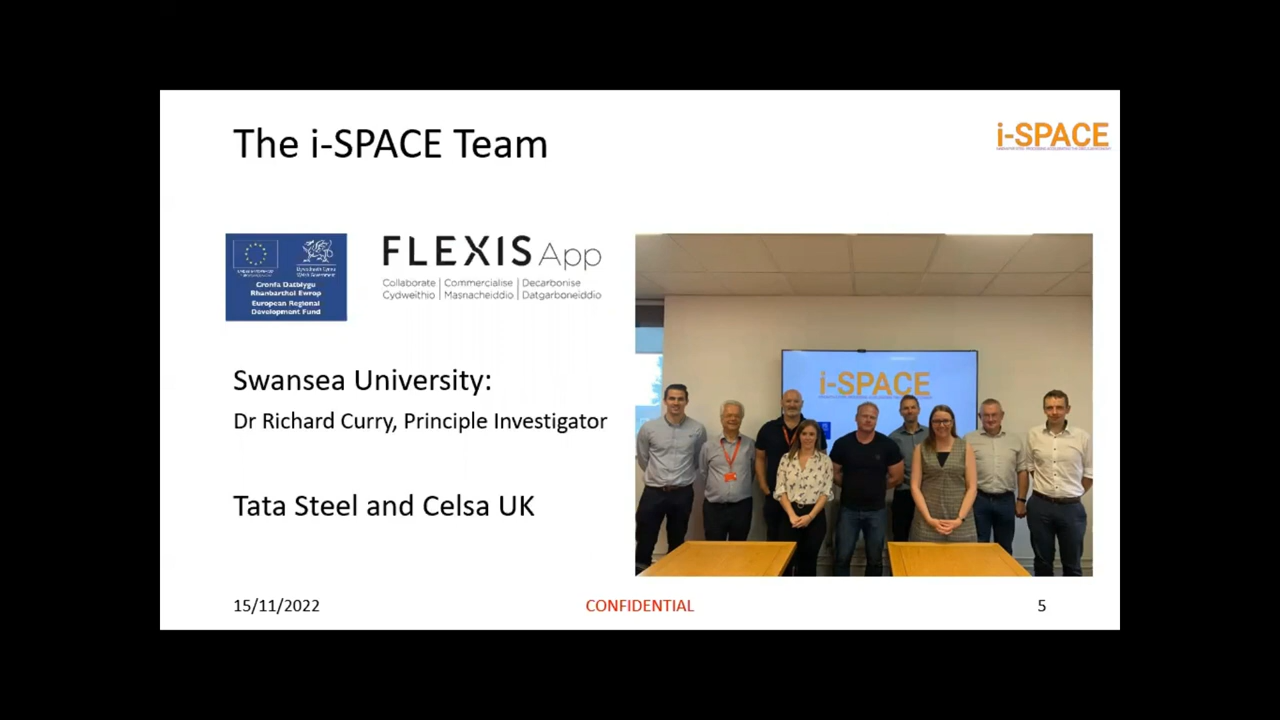 The i-SPACE Team
i-SPACE
Cronfa Datblygu
Rhanbarthol Ewrop
European Regional
Development Fund
FLEXIS App
Collaborate | Commercialise | Decarbonise
Cydweithio | Masnacheiddio | Datgarboneiddio
i-SPACE
Swansea University:
Dr Richard Curry, Principle Investigator
Tata Steel and Celsa UK
15/11/2022
CONFIDENTIAL
5